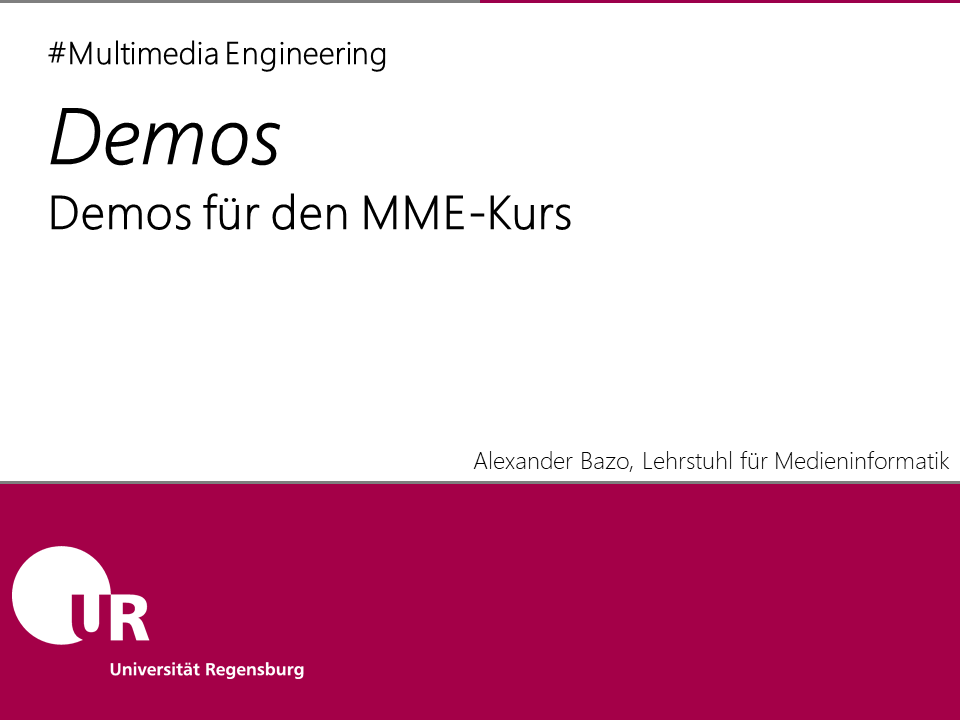 #Multimedia Engineering
Demos
Demos für den MME-Kurs
Alexander Bazo, Lehrstuhl für Medieninformatik
UR
Universität Regensburg